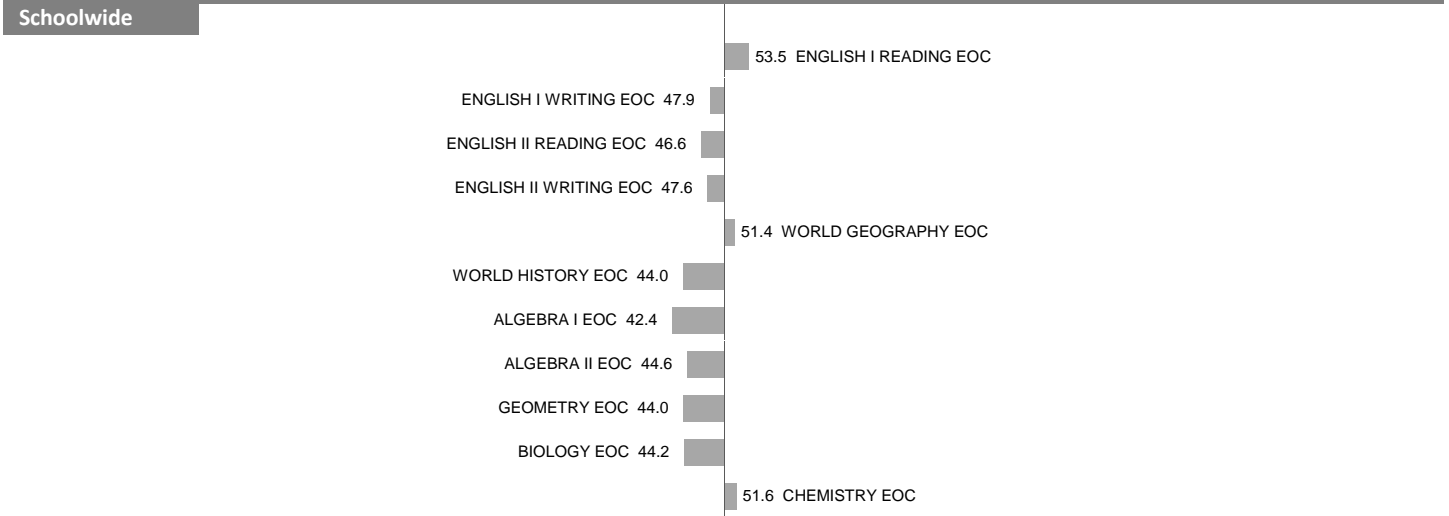 Schoolwide
53.5 ENGLISH I READING EOC
ENGLISH I WRITING EOC 47.9
ENGLISH II READING EOC 46.6
ENGLISH II WRITING EOC 47.6
51.4 WORLD GEOGRAPHY EOC
WORLD HISTORY EOC 44.0
ALGEBRA I EOC 42.4
ALGEBRA II EOC 44.6
GEOMETRY EOC 44.0
BIOLOGY EOC 44.2
51.6 CHEMISTRY EOC